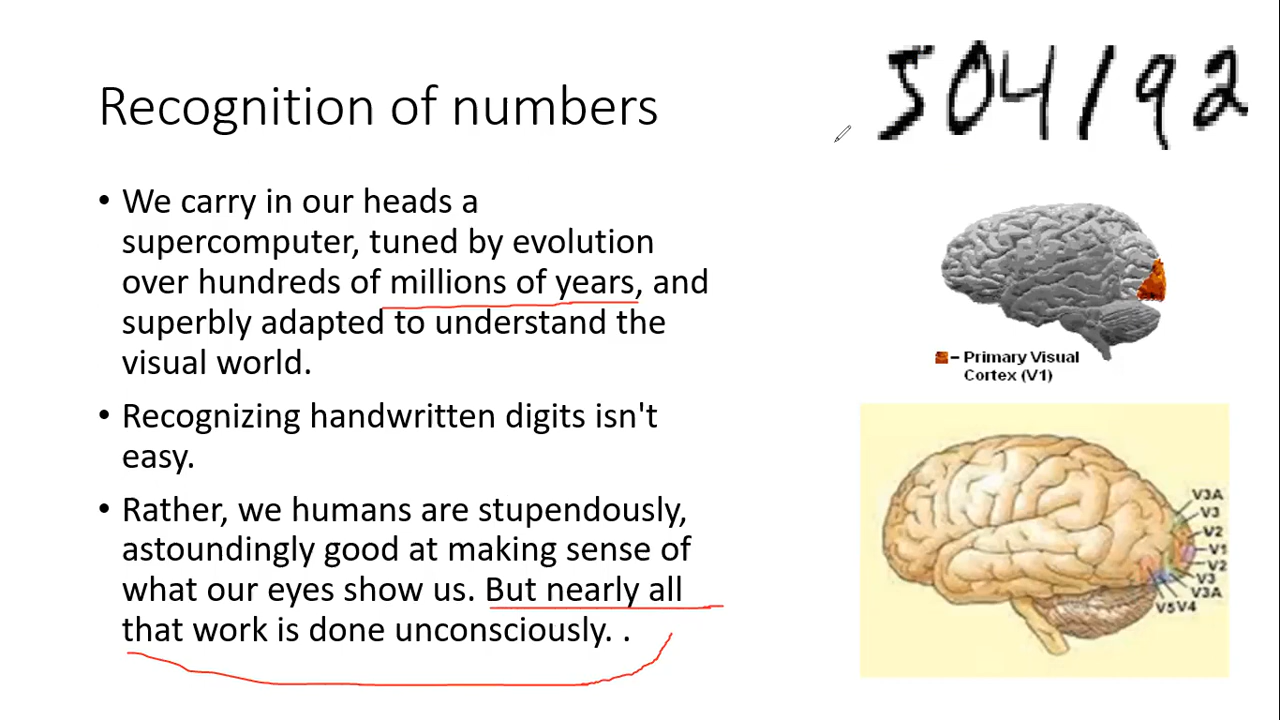 Recognition of numbers
504192
• We carry in our heads a
supercomputer, tuned by evolution
over hundreds of millions of years, and
superbly adapted to understand the
visual world.
• Recognizing handwritten digits isn't
easy.
• Rather, we humans are stupendously,
astoundingly good at making sense of
what our eyes show us. But nearly all
that work is done unconsciously. .
– Primary Visual
Cortex (V1)
V3A
V3
V2
V1
V2
V3
V3A
V5 V4